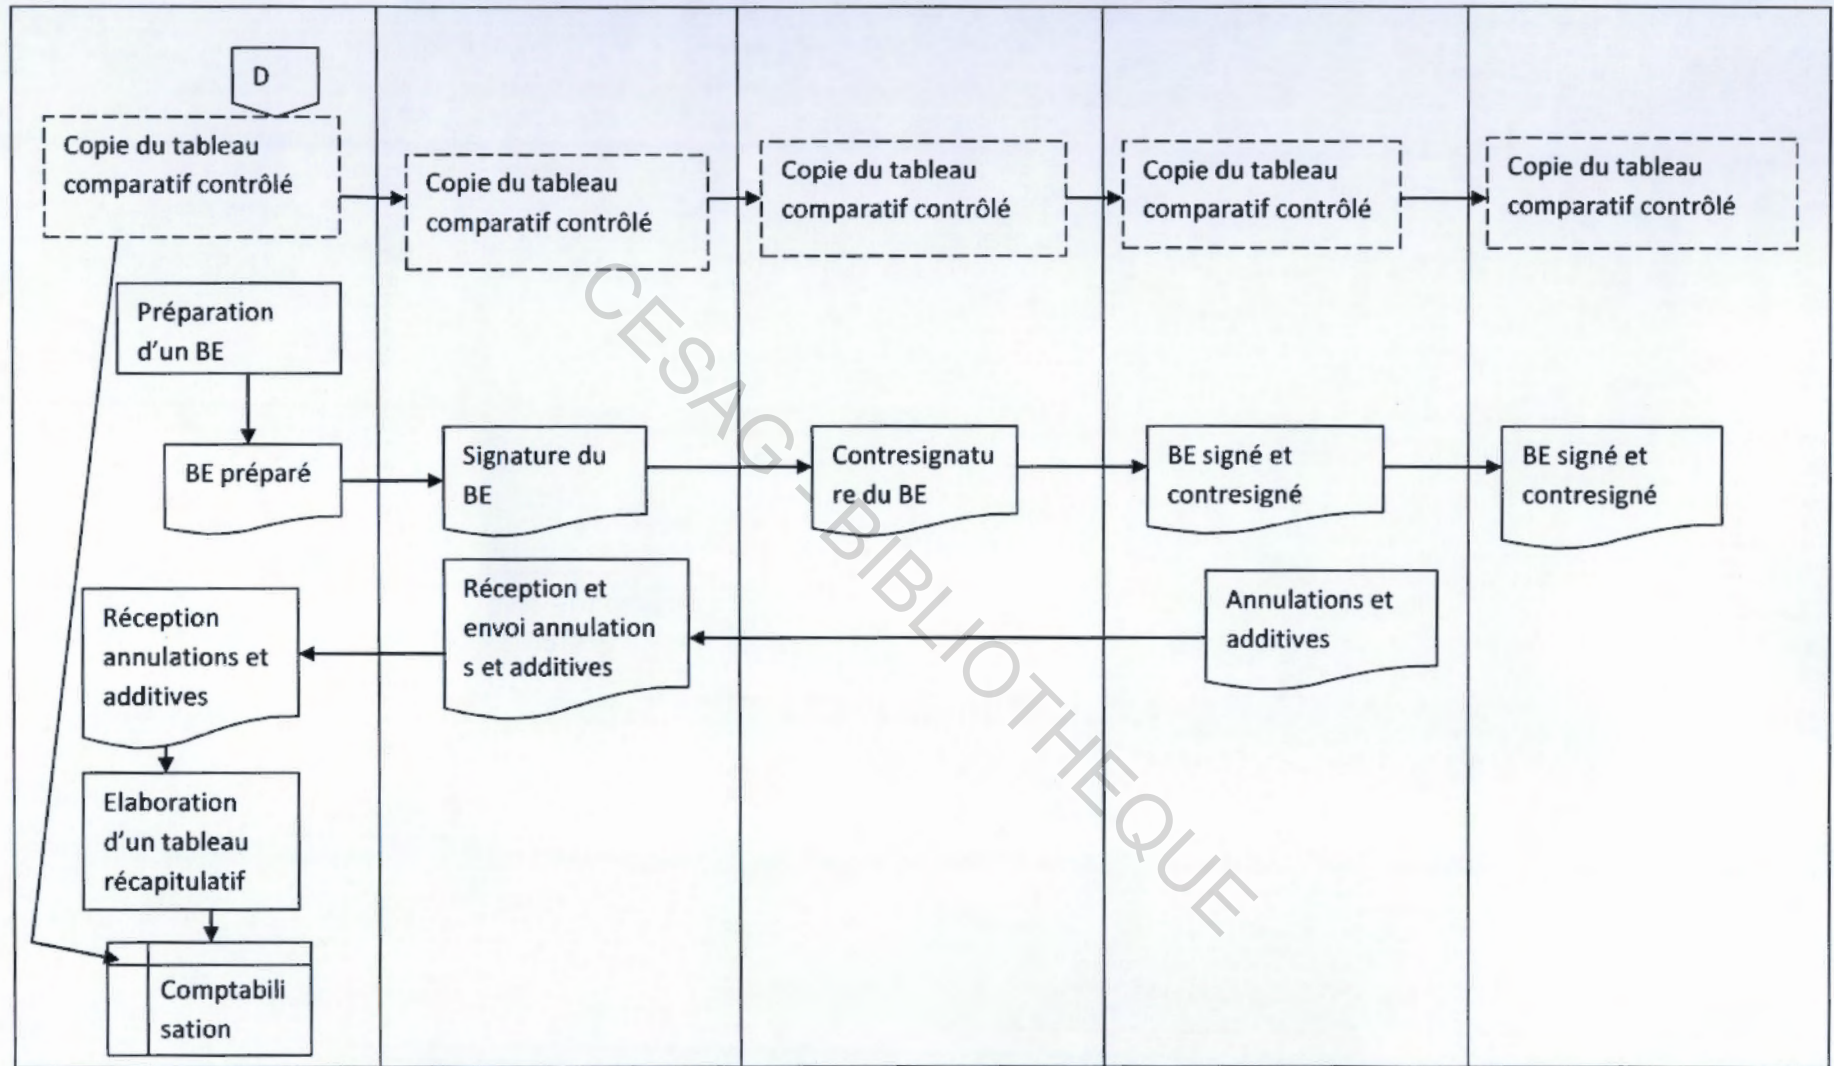 D
Copie du tableau
comparatif contrôlé
Copie du tableau
comparatif contrôlé
Copie du tableau
comparatif contrôlé
Copie du tableau
comparatif contrôlé
Copie du tableau
comparatif contrôlé
Préparation
d'un BE
BE préparé
Signature du
BE
Contresignatu
re du BE
BE signé et
contresigné
BE signé et
contresigné
Réception
annulations et
additives
Réception et
envoi annulation
s et additives
Annulations et
additives
Elaboration
d'un tableau
récapitulatif
Comptabili
sation
CESAG - BIBLIOTHEQUE